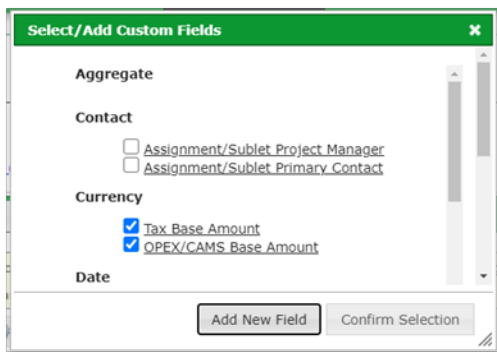 Select/Add Custom Fields
Aggregate
Contact
Assignment/Sublet Project Manager
Assignment/Sublet Primary Contact
Currency
Tax Base Amount
OPEX/CAMS Base Amount
Date
Add New Field Confirm Selection